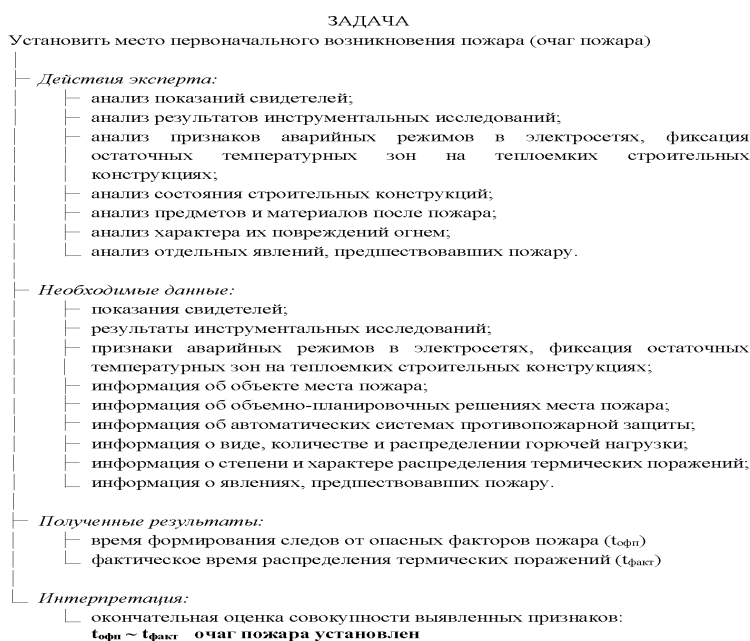 ЗАДАЧА
Установить место первоначального возникновения пожара (очаг пожара)
Действия эксперта:
анализ показаний свидетелей;
анализ результатов инструментальных исследований;
анализ признаков аварийных режимов в электросетях, фиксация
остаточных температурных зон на теплоемких строительных
конструкциях;
анализ состояния строительных конструкций;
анализ предметов и материалов после пожара;
анализ характера их повреждений огнем;
анализ отдельных явлений, предшествовавших пожару.
Необходимые данные:
показания свидетелей;
результаты инструментальных исследований;
признаки аварийных режимов в электросетях, фиксация остаточных
температурных зон на теплоемких строительных конструкциях;
информация об объекте места пожара;
информация об объемно-планировочных решениях места пожара;
информация об автоматических системах противопожарной защиты;
информация о виде, количестве и распределении горючей нагрузки;
информация о степени и характере распределения термических поражений;
информация о явлениях, предшествовавших пожару.
Полученные результаты:
время формирования следов от опасных факторов пожара (tофп)
фактическое время распределения термических поражений (tфакт)
Интерпретация:
окончательная оценка совокупности выявленных признаков:
tофп ~ tфакт очаг пожара установлен